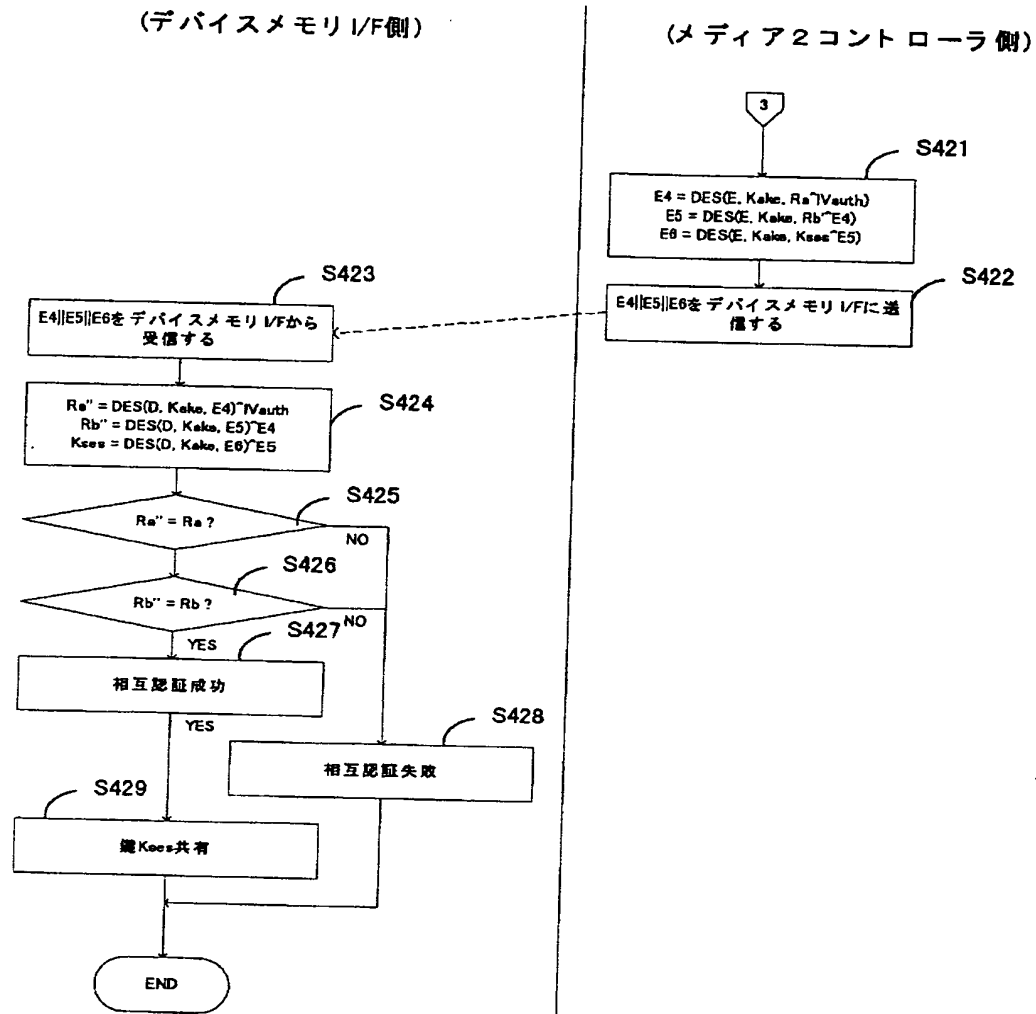 (デバイスメモリI/F側)
(メディア2コントローラ側)
3
S421
E4 = DES(E, Kake, Ra^IVauth)
E5 = DES(E, Kake, Rb'^E4)
E6 = DES(E, Kake, Kses^E5)
S422
E4||E5||E6をデバイスメモリI/Fに送
信する
S423
E4||E5||E6をデバイスメモリI/Fから
受信する
S424
Ra'' = DES(D, Kake, E4)^IVauth
Rb'' = DES(D, Kake, E5)^E4
Kses = DES(D, Kake, E6)^E5
S425
Ra'' = Ra ?
NO
S426
Rb'' = Rb ?
NO
YES
S427
相互認証成功
YES
S428
相互認証失敗
S429
鍵Kses共有
END